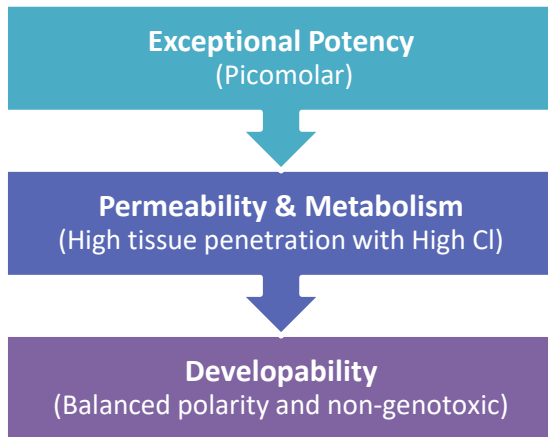 Exceptional Potency
(Picomolar)
Permeability & Metabolism
(High tissue penetration with High Cl)
Developability
(Balanced polarity and non-genotoxic)